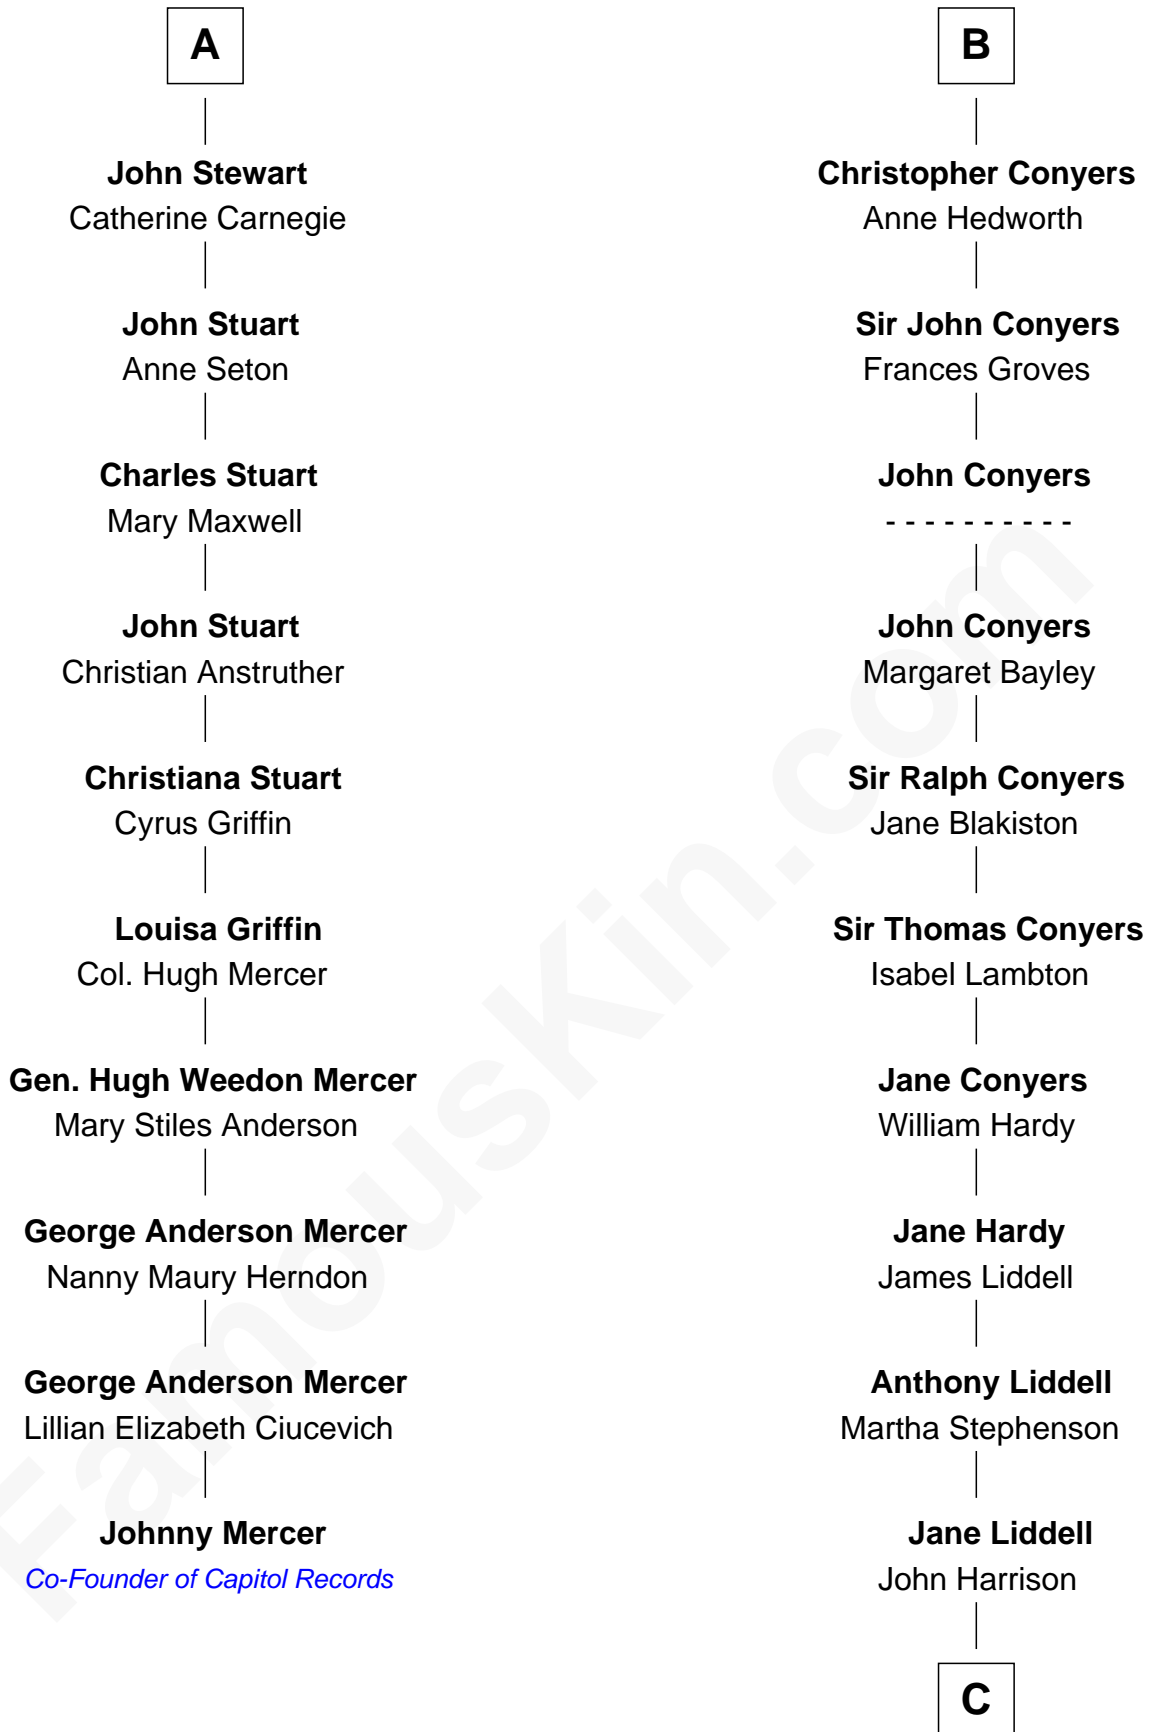 A
John Stewart
Catherine Carnegie
John Stuart
Anne Seton
Charles Stuart
Mary Maxwell
John Stuart
Christian Anstruther
Christiana Stuart
Cyrus Griffin
Louisa Griffin
Col. Hugh Mercer
Gen. Hugh Weedon Mercer
Mary Stiles Anderson
George Anderson Mercer
Nanny Maury Herndon
George Anderson Mercer
Lillian Elizabeth Ciucevich
Johnny Mercer
Co-Founder of Capitol Records
B
Christopher Conyers
Anne Hedworth
Sir John Conyers
Frances Groves
John Conyers
- - - - - - - - - -
John Conyers
Margaret Bayley
Sir Ralph Conyers
Jane Blakiston
Sir Thomas Conyers
Isabel Lambton
Jane Conyers
William Hardy
Jane Hardy
James Liddell
Anthony Liddell
Martha Stephenson
Jane Liddell
John Harrison
C
FamousKin.com